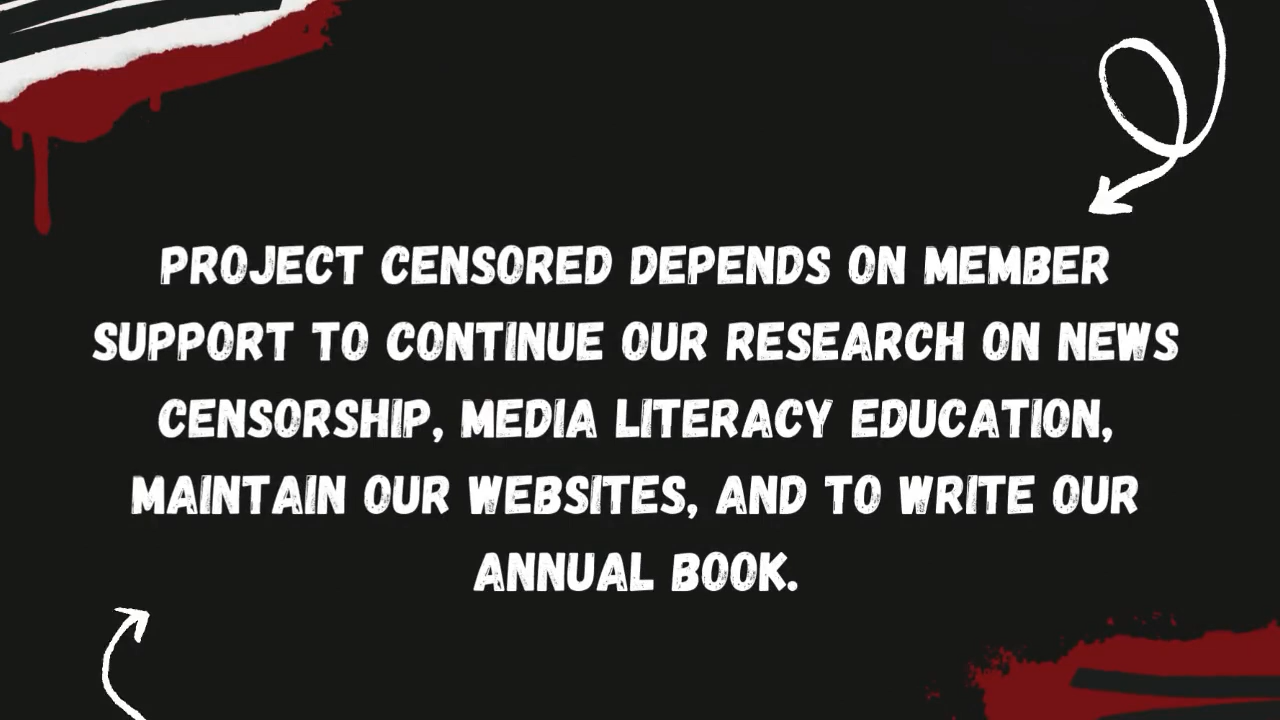 PROJECT CENSORED DEPENDS ON MEMBER
SUPPORT TO CONTINUE OUR RESEARCH ON NEWS
CENSORSHIP, MEDIA LITERACY EDUCATION,
MAINTAIN OUR WEBSITES, AND TO WRITE OUR
ANNUAL BOOK.